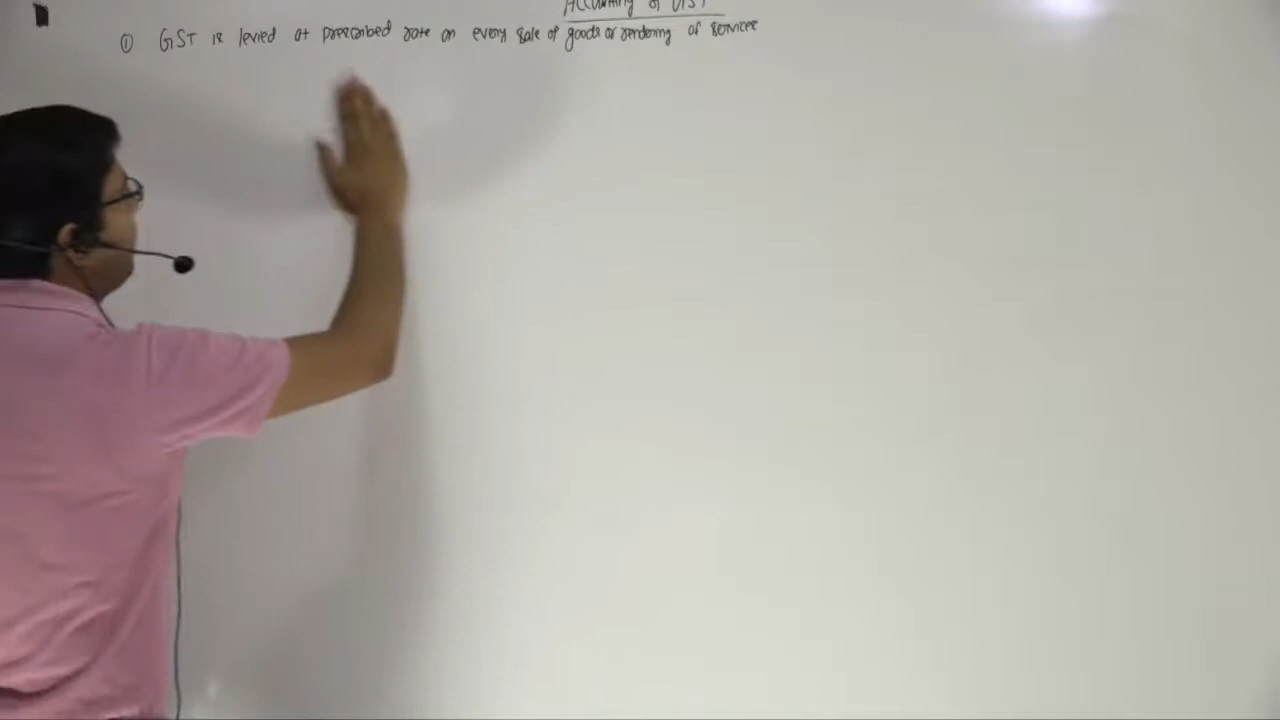 Accounting of GST
① GST is levied at prescribed rate on every sale of goods or rendering of services